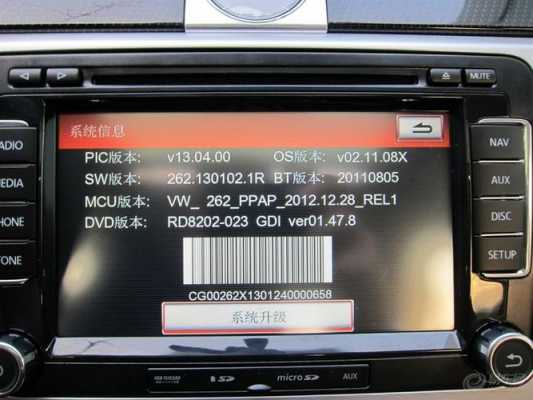 MUTE
系统信息
PIC版本: v13.04.00 OS版本: v02.11.08X
SW版本: 262.130102.1R BT版本: 20110805
MCU版本: VW_ 262_PPAP_2012.12.28_REL1
DVD版本: RD8202-023 GDI ver01.47.8
CG00262X1301240000658
系统升级
ADIO
EDIA
HONE
TONE
NAV
AUX
DISC
SETUP
SD
micro SD
AUX